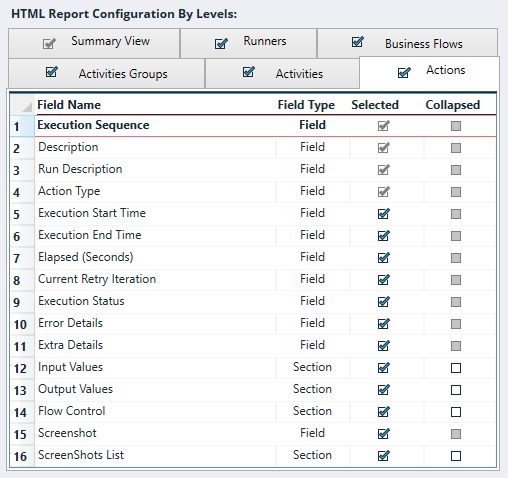 HTML Report Configuration By Levels:
Summary View Runners Business Flows
Activities Groups Activities Actions
Field Name Field Type Selected Collapsed
1 Execution Sequence Field
2 Description Field
3 Run Description Field
4 Action Type Field
5 Execution Start Time Field
6 Execution End Time Field
7 Elapsed (Seconds) Field
8 Current Retry Iteration Field
9 Execution Status Field
10 Error Details Field
11 Extra Details Field
12 Input Values Section
13 Output Values Section
14 Flow Control Section
15 Screenshot Field
16 ScreenShots List Section